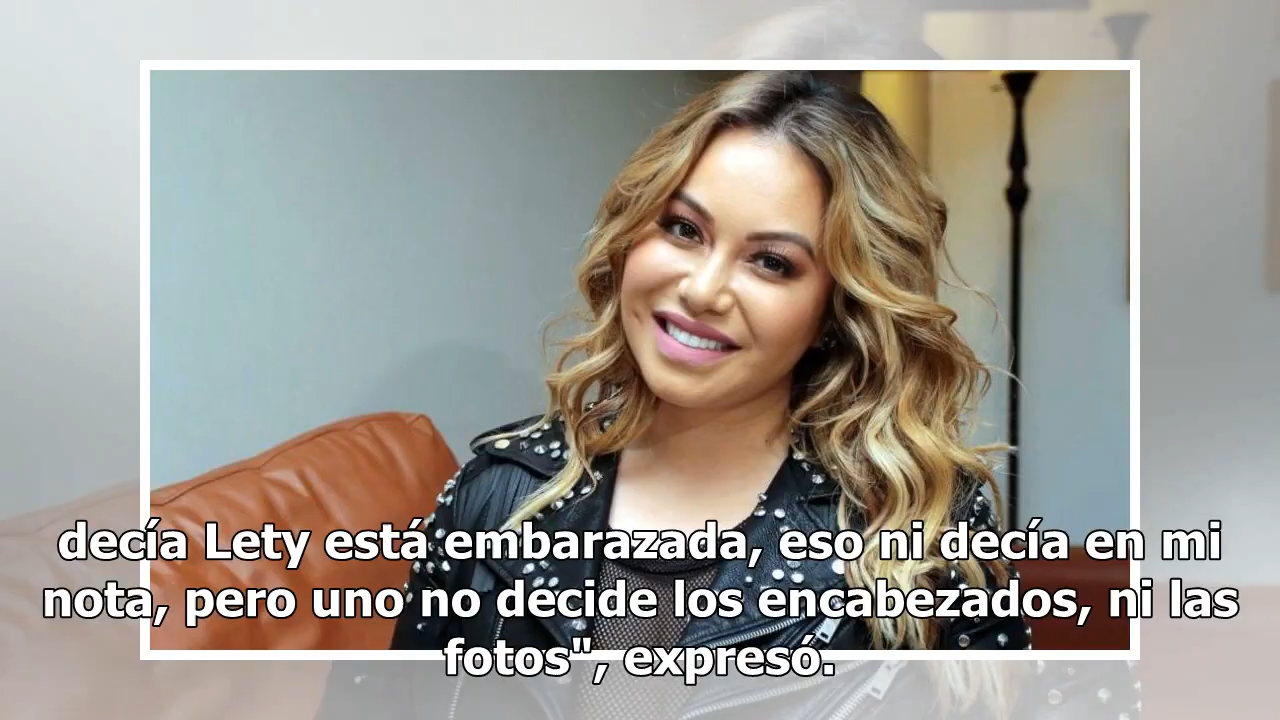 decía Lety está embarazada, eso ni decía en mi
nota, pero uno no decide los encabezados, ni las
fotos", expresó.